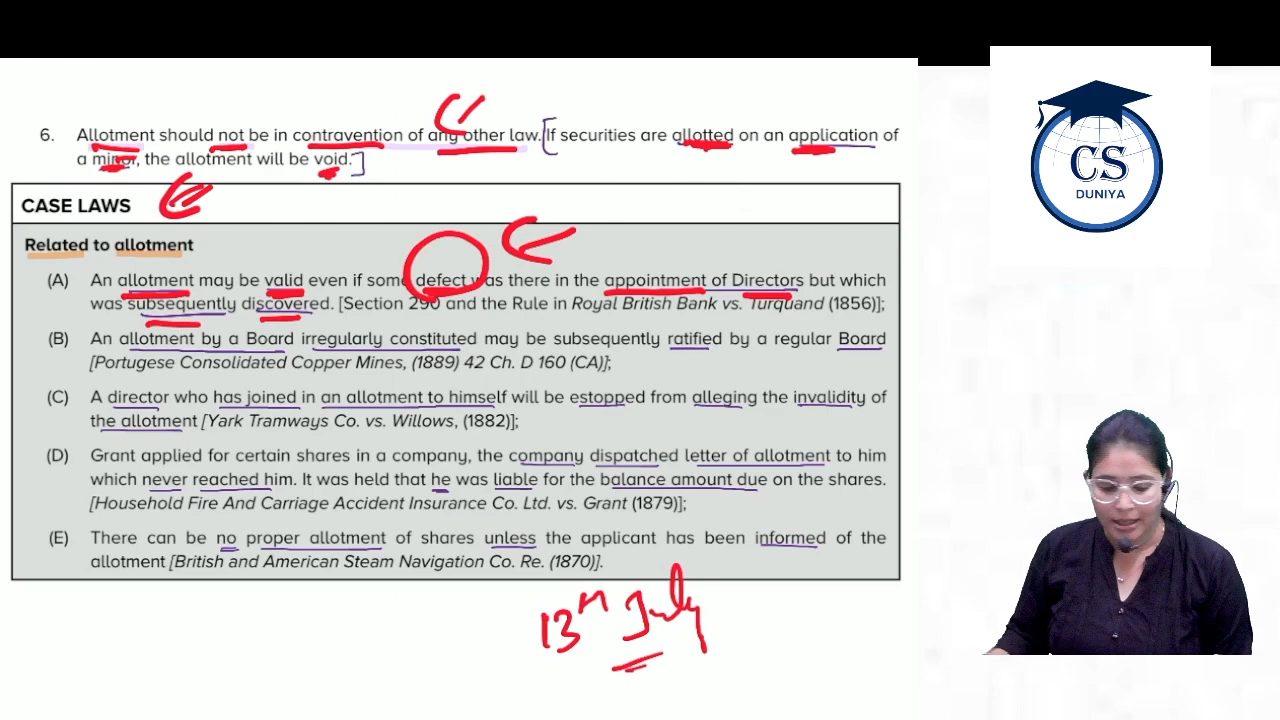 6. Allotment should not be in contravention of any other law. [If securities are allotted on an application of
a minor, the allotment will be void.]
CASE LAWS
Related to allotment
(A) An allotment may be valid even if some defect was there in the appointment of Directors but which
was subsequently discovered. [Section 290 and the Rule in Royal British Bank vs. Turquand (1856)];
(B) An allotment by a Board irregularly constituted may be subsequently ratified by a regular Board
[Portugese Consolidated Copper Mines, (1889) 42 Ch. D 160 (CA)];
(C) A director who has joined in an allotment to himself will be estopped from alleging the invalidity of
the allotment [Yark Tramways Co. vs. Willows, (1882)];
(D) Grant applied for certain shares in a company, the company dispatched letter of allotment to him
which never reached him. It was held that he was liable for the balance amount due on the shares.
[Household Fire And Carriage Accident Insurance Co. Ltd. vs. Grant (1879)];
(E) There can be no proper allotment of shares unless the applicant has been informed of the
allotment [British and American Steam Navigation Co. Re. (1870)].
13th July
CS
DUNIYA